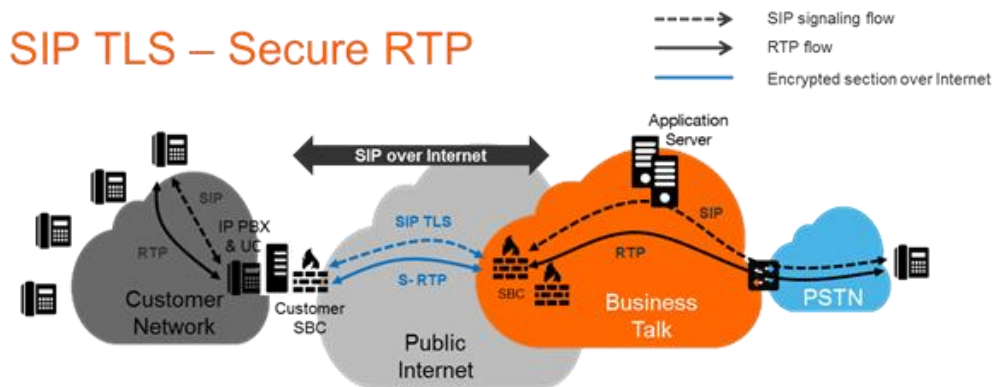 SIP TLS – Secure RTP
SIP signaling flow
RTP flow
Encrypted section over Internet
Application
Server
SIP over Internet
SIP
IP PBX
& UC
RTP
SIP TLS
S- RTP
SIP
RTP
SBC
Customer
Network
Customer
SBC
Public
Internet
Business
Talk
PSTN